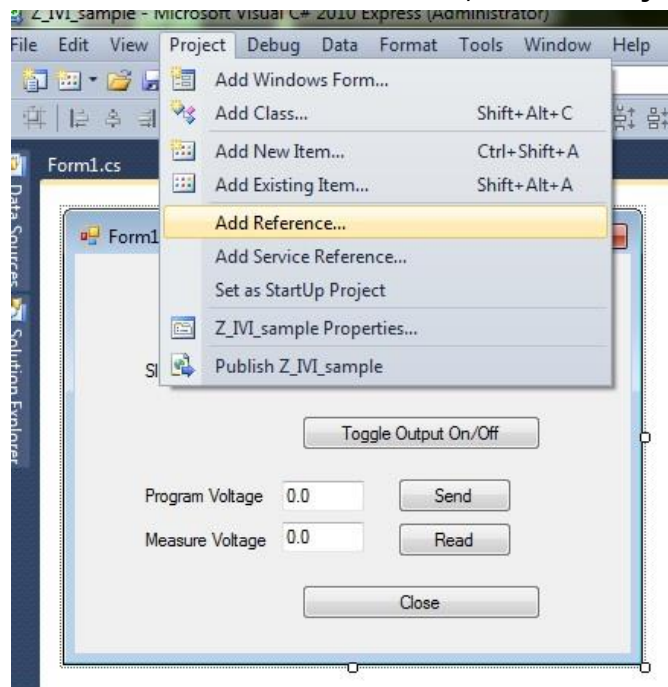 Z_IVI_sample - Microsoft Visual C# 2010 Express (Administrator)
File Edit View Project Debug Data Format Tools Window Help
Add Windows Form...
Add Class... Shift+Alt+C
Add New Item... Ctrl+Shift+A
Add Existing Item... Shift+Alt+A
Add Reference...
Add Service Reference...
Set as StartUp Project
Z_IVI_sample Properties...
Publish Z_IVI_sample
Form1.cs
Data Sources
Solution Explorer
Form1
Sl
Toggle Output On/Off
Program Voltage 0.0 Send
Measure Voltage 0.0 Read
Close